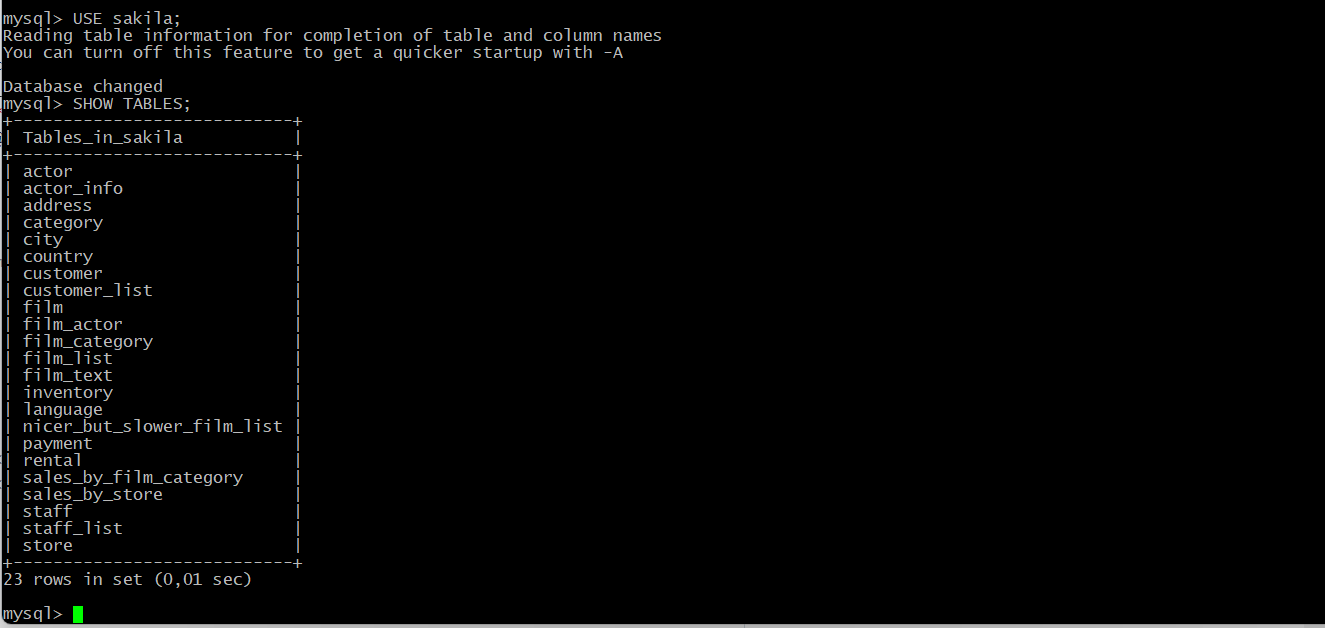 mysql> USE sakila;
Reading table information for completion of table and column names
You can turn off this feature to get a quicker startup with -A
Database changed
mysql> SHOW TABLES;
+----------------------------+
| Tables_in_sakila           |
+----------------------------+
| actor                      |
| actor_info                 |
| address                    |
| category                   |
| city                       |
| country                    |
| customer                   |
| customer_list              |
| film                       |
| film_actor                 |
| film_category              |
| film_list                  |
| film_text                  |
| inventory                  |
| language                   |
| nicer_but_slower_film_list |
| payment                    |
| rental                     |
| sales_by_film_category     |
| sales_by_store             |
| staff                      |
| staff_list                 |
| store                      |
+----------------------------+
23 rows in set (0,01 sec)
mysql>